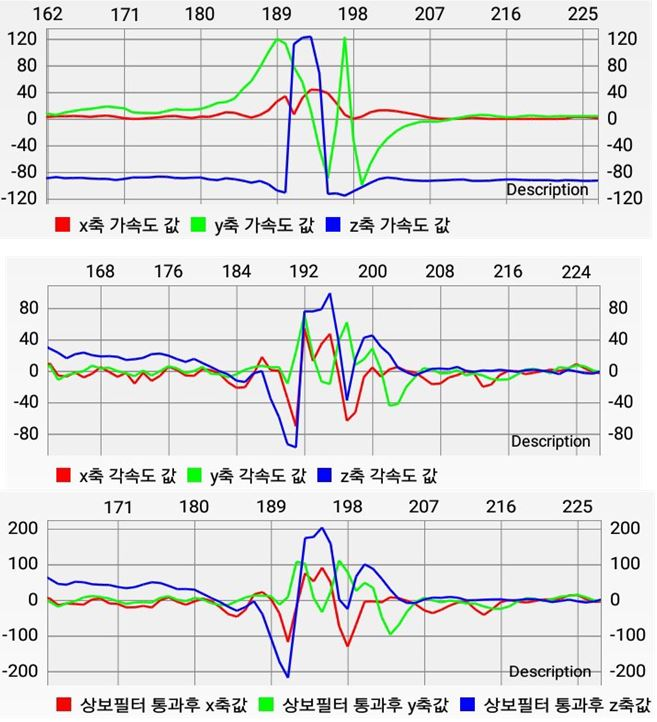 162 171 180 189 198 207 216 225
120 120
80 80
40 40
0 0
-40 -40
-80 -80
-120 -120
Description
x축 가속도 값 y축 가속도 값 z축 가속도 값
168 176 184 192 200 208 216 224
80 80
40 40
0 0
-40 -40
-80 -80
Description
x축 각속도 값 y축 각속도 값 z축 각속도 값
171 180 189 198 207 216 225
200 200
100 100
0 0
-100 -100
-200 -200
Description
상보필터 통과후 x축값 상보필터 통과후 y축값 상보필터 통과후 z축값